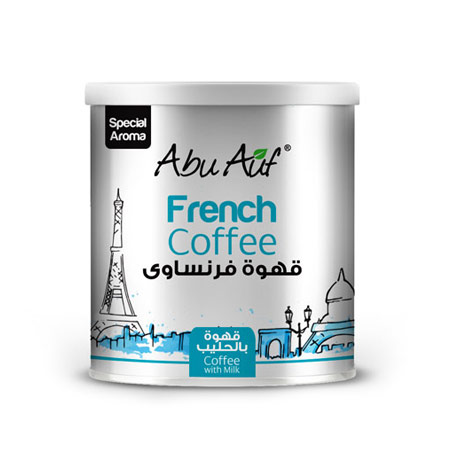 Special
Aroma
Abu Auf ®
French
Coffee
قهوة فرنساوى
قهوة
بالحليب
Coffee
with Milk